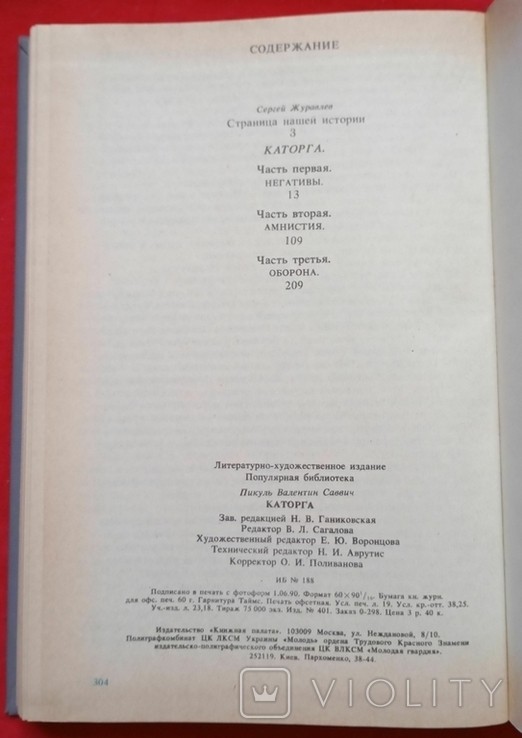 СОДЕРЖАНИЕ
Сергей Журавлев
Страница нашей истории
3
КАТОРГА.
Часть первая.
НЕГАТИВЫ.
13
Часть вторая.
АМНИСТИЯ.
109
Часть третья.
ОБОРОНА.
209
Литературно-художественное издание
Популярная библиотека
Пикуль Валентин Саввич
КАТОРГА
Зав. редакцией Н. В. Ганиковская
Редактор В. Л. Сагалова
Художественный редактор Е. Ю. Воронцова
Технический редактор Н. И. Аврутис
Корректор О. И. Поливанова
ИБ № 188
Подписано в печать с фотоформ 1.06.90. Формат 60×90¹/₁₆. Бумага кн. журн.
для офс. печ. 60 г. Гарнитура Таймс. Печать офсетная. Усл. печ. л. 19. Усл. кр.-отт. 38,25.
Уч.-изд. л. 23,18. Тираж 75 000 экз. Изд. № 401. Заказ 0-298. Цена 3 р. 40 к.
Издательство «Книжная палата». 103009 Москва, ул. Неждановой, 8/10.
Полиграфкомбинат ЦК ЛКСМ Украины «Молодь» ордена Трудового Красного Знамени
издательско-полиграфического объединения ЦК ВЛКСМ «Молодая гвардия».
252119. Киев. Пархоменко, 38-44.
304
VIOLITY